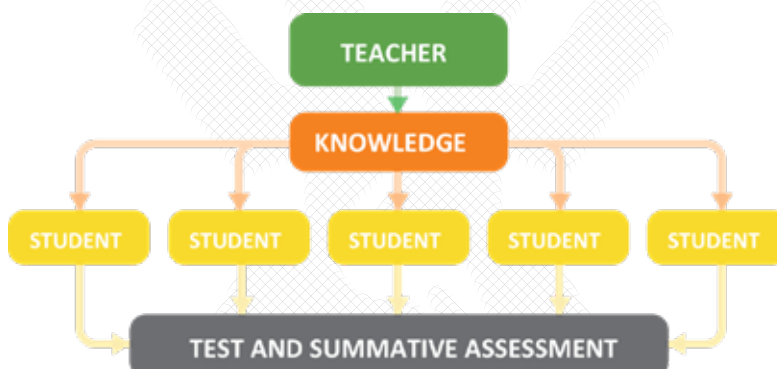 TEACHER
KNOWLEDGE
STUDENT
STUDENT
STUDENT
STUDENT
STUDENT
TEST AND SUMMATIVE ASSESSMENT